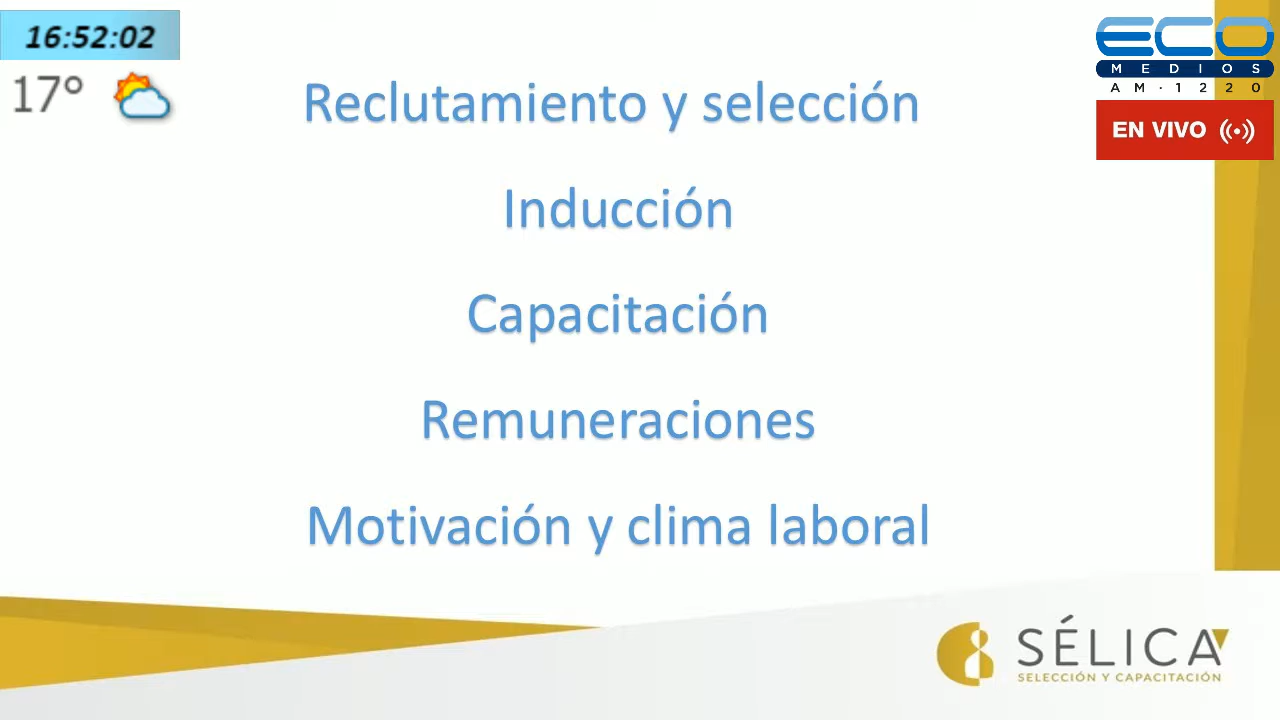 16:52:02
17°
ECO
MEDIOS
AM·1220
EN VIVO
Reclutamiento y selección
Inducción
Capacitación
Remuneraciones
Motivación y clima laboral
SÉLICA
SELECCIÓN Y CAPACITACIÓN